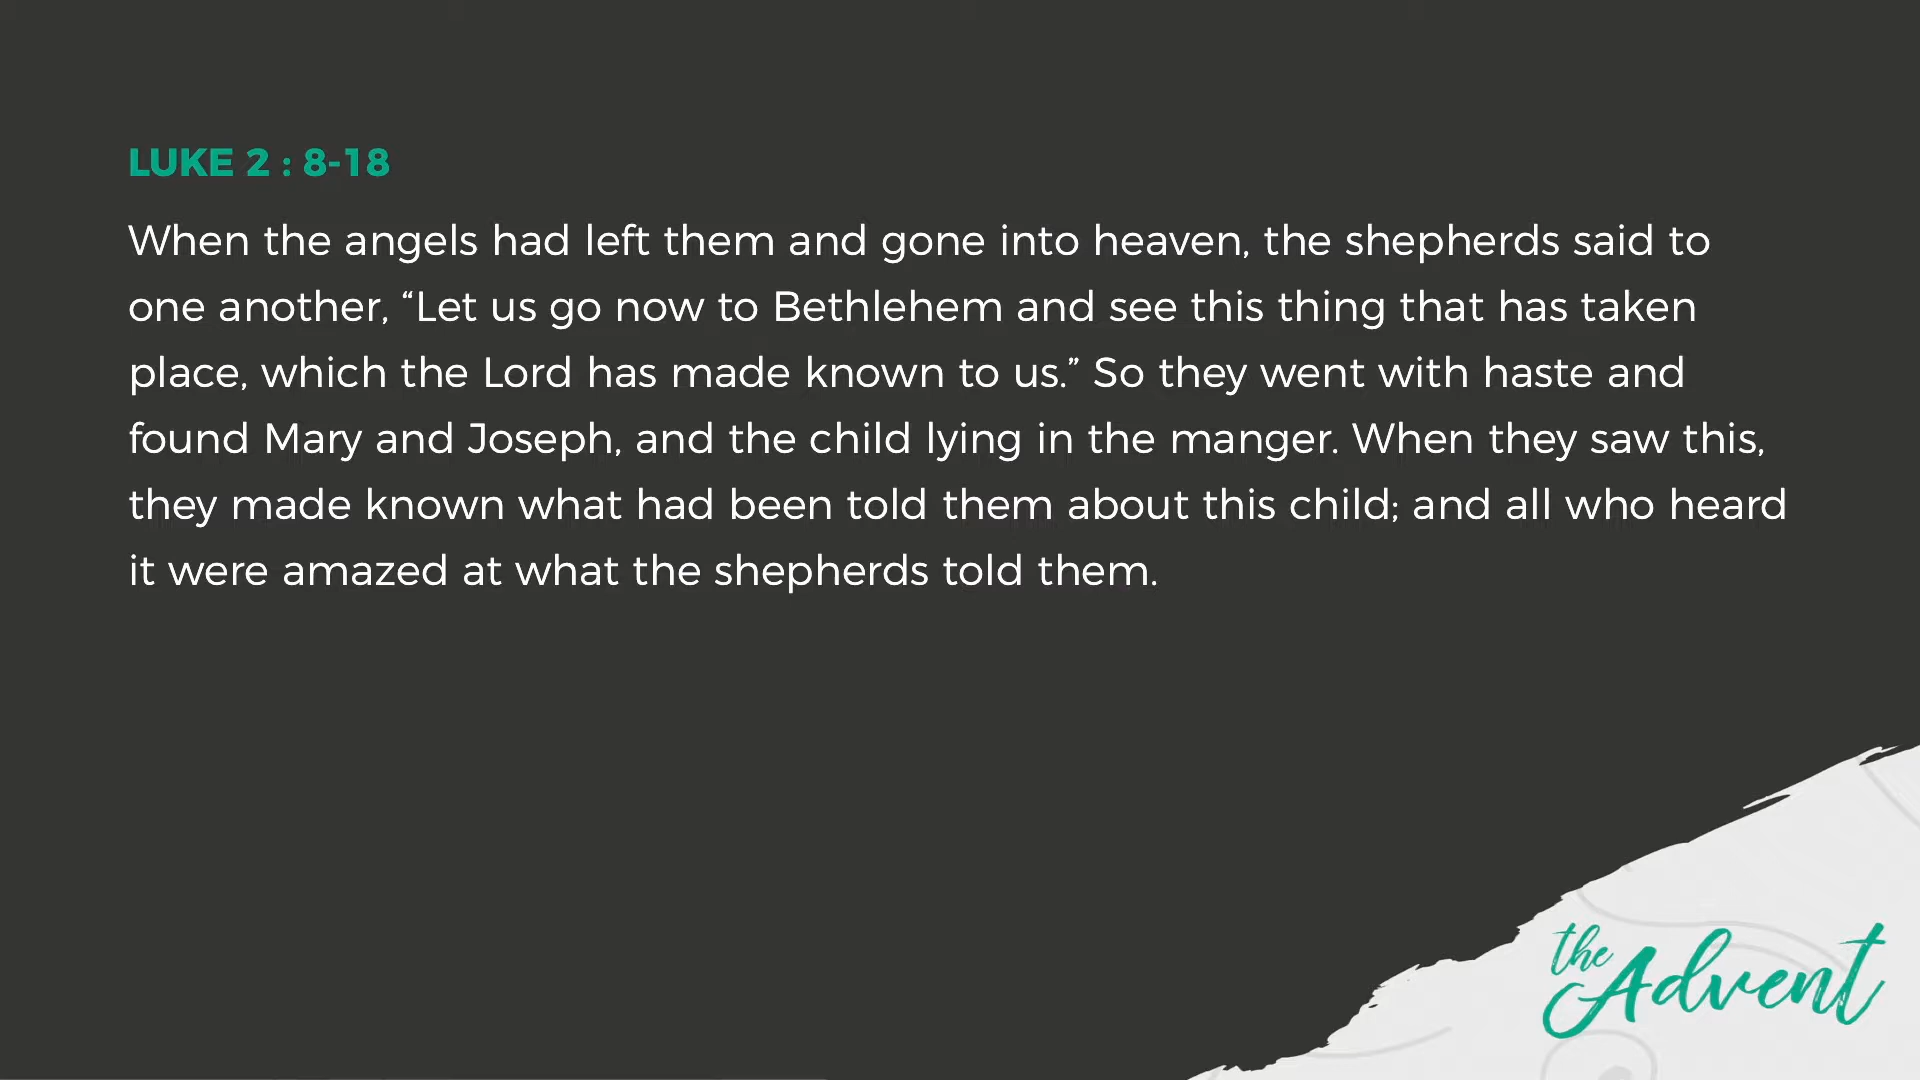 LUKE 2 : 8-18
When the angels had left them and gone into heaven, the shepherds said to
one another, “Let us go now to Bethlehem and see this thing that has taken
place, which the Lord has made known to us.” So they went with haste and
found Mary and Joseph, and the child lying in the manger. When they saw this,
they made known what had been told them about this child; and all who heard
it were amazed at what the shepherds told them.
the Advent